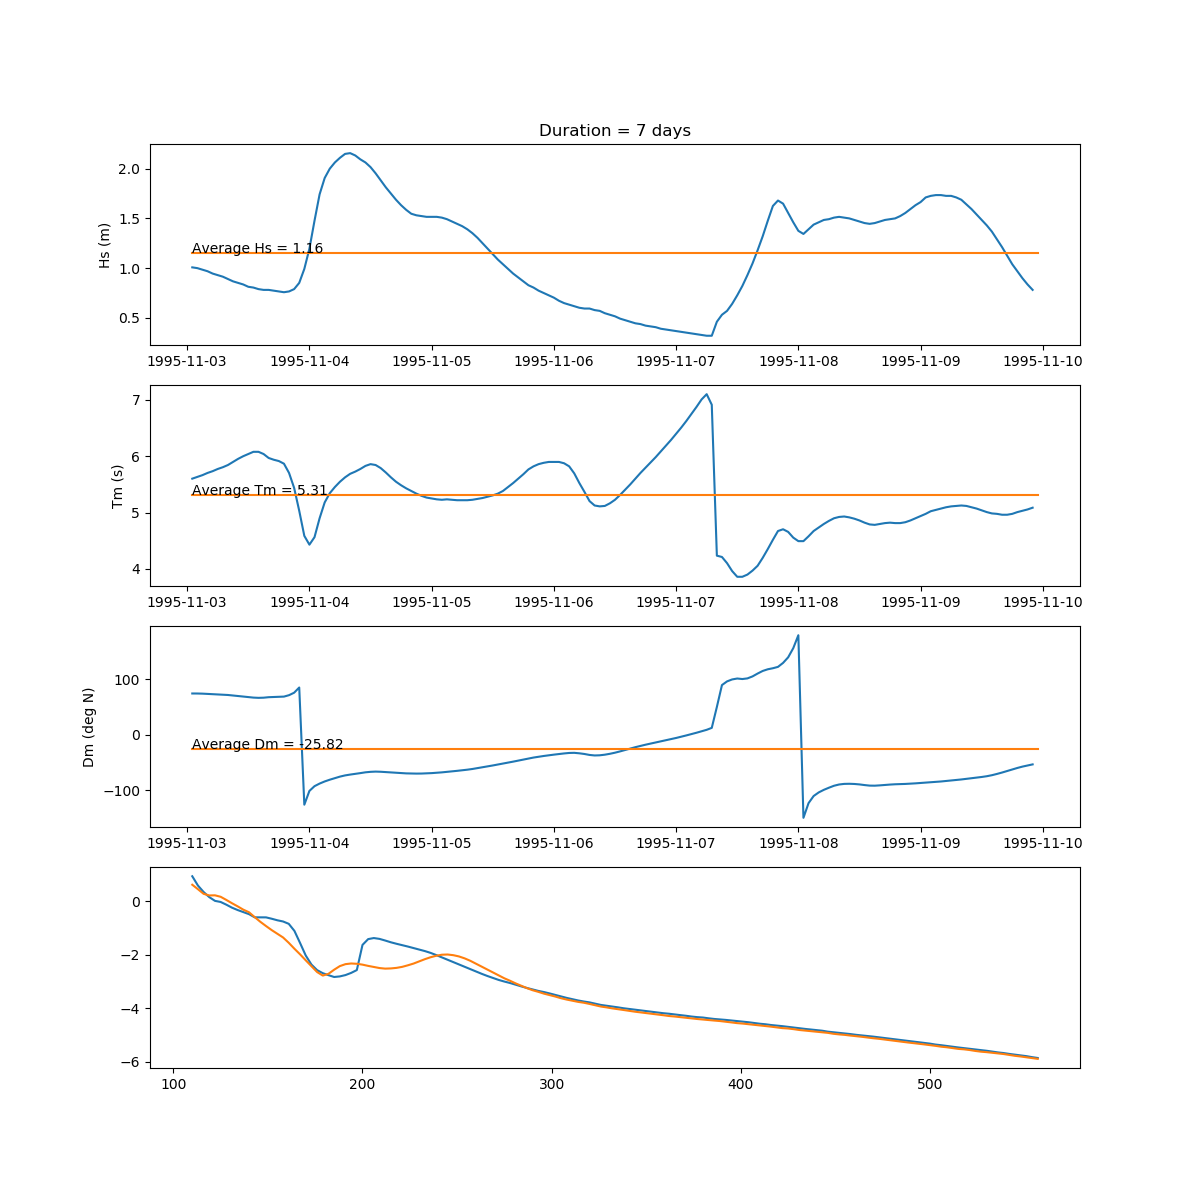 Duration = 7 days
2.0
1.5
1.0
0.5
Hs (m)
Average Hs = 1.16
1995-11-03 1995-11-04 1995-11-05 1995-11-06 1995-11-07 1995-11-08 1995-11-09 1995-11-10
7
6
5
4
Tm (s)
Average Tm = 5.31
1995-11-03 1995-11-04 1995-11-05 1995-11-06 1995-11-07 1995-11-08 1995-11-09 1995-11-10
100
0
−100
Dm (deg N)
Average Dm = -25.82
1995-11-03 1995-11-04 1995-11-05 1995-11-06 1995-11-07 1995-11-08 1995-11-09 1995-11-10
0
−2
−4
−6
100 200 300 400 500